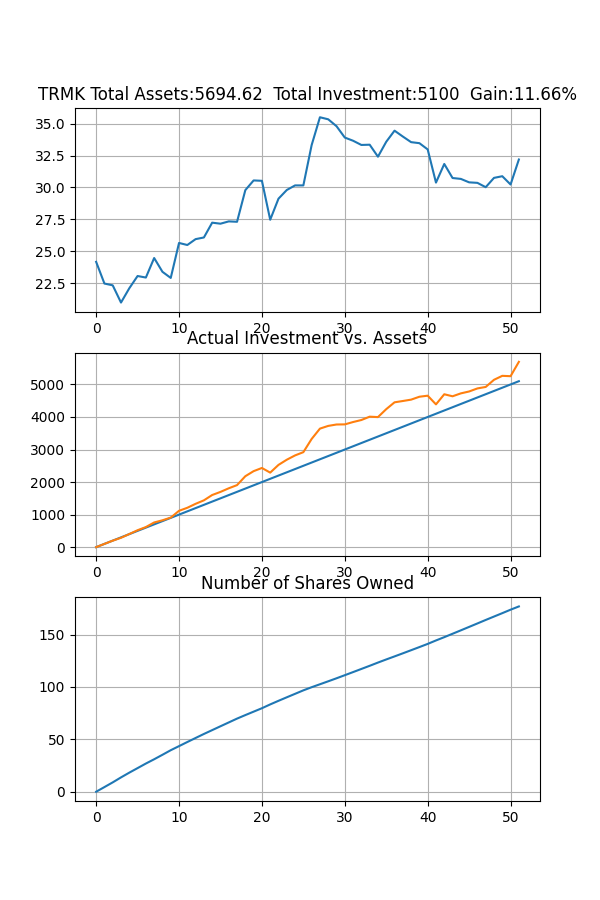 TRMK Total Assets:5694.62  Total Investment:5100  Gain:11.66%
35.0
32.5
30.0
27.5
25.0
22.5
0 10 20 30 40 50
Actual Investment vs. Assets
5000
4000
3000
2000
1000
0
0 10 20 30 40 50
Number of Shares Owned
150
100
50
0
0 10 20 30 40 50